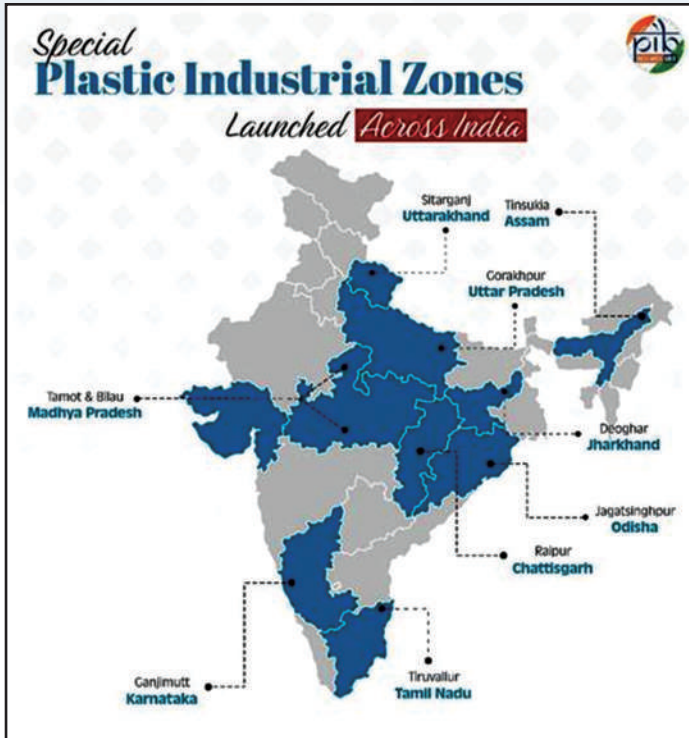 Special
Plastic Industrial Zones
Launched Across India
pib
Sitarganj
Uttarakhand
Tinsukia
Assam
Gorakhpur
Uttar Pradesh
Tamot & Bilau
Madhya Pradesh
Deoghar
Jharkhand
Jagatsinghpur
Odisha
Raipur
Chattisgarh
Ganjimutt
Karnataka
Tiruvallur
Tamil Nadu